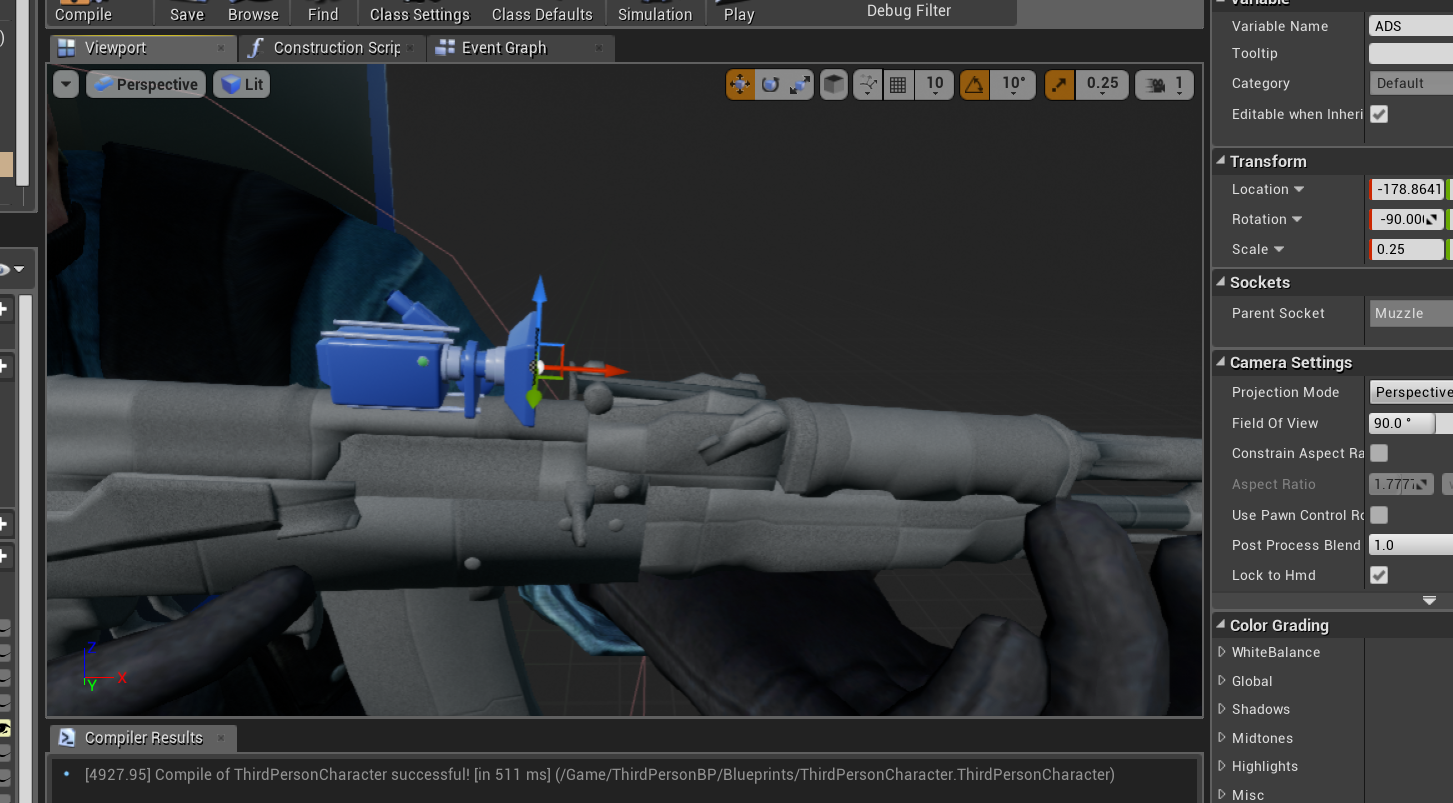 Compile
Save
Browse
Find
Class Settings
Class Defaults
Simulation
Play
Debug Filter
Viewport
Construction Scrip
Event Graph
Perspective
Lit
10
10°
0.25
1
Z
X
Y
Compiler Results
[4927.95] Compile of ThirdPersonCharacter successful! [in 511 ms] (/Game/ThirdPersonBP/Blueprints/ThirdPersonCharacter.ThirdPersonCharacter)
Variable
Variable Name ADS
Tooltip
Category Default
Editable when Inheri
Transform
Location -178.8641
Rotation -90.00
Scale 0.25
Sockets
Parent Socket Muzzle
Camera Settings
Projection Mode Perspective
Field Of View 90.0 °
Constrain Aspect Ra
Aspect Ratio 1.777
Use Pawn Control Ro
Post Process Blend 1.0
Lock to Hmd
Color Grading
WhiteBalance
Global
Shadows
Midtones
Highlights
Misc